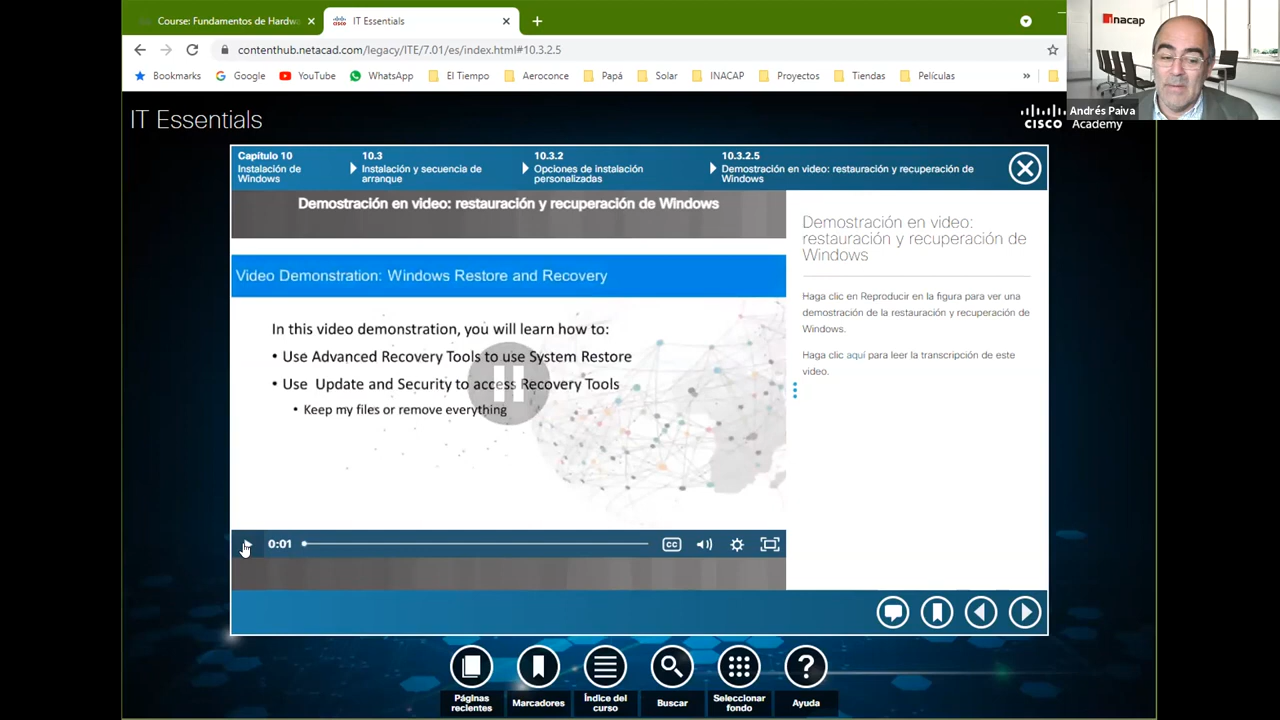 Course: Fundamentos de Hardwa
IT Essentials
contenthub.netacad.com/legacy/ITE/7.01/es/index.html#10.3.2.5
Bookmarks
Google
YouTube
WhatsApp
El Tiempo
Aeroconce
Papá
Solar
INACAP
Proyectos
Tiendas
Películas
»
inacap
Andrés Paiva
IT Essentials
CISCO Academy
Capítulo 10
Instalación de
Windows
10.3
Instalación y secuencia de
arranque
10.3.2
Opciones de instalación
personalizadas
10.3.2.5
Demostración en video: restauración y recuperación de
Windows
Demostración en video: restauración y recuperación de Windows
Video Demonstration: Windows Restore and Recovery
In this video demonstration, you will learn how to:
• Use Advanced Recovery Tools to use System Restore
• Use Update and Security to access Recovery Tools
• Keep my files or remove everything
0:01
CC
Demostración en video:
restauración y recuperación de
Windows
Haga clic en Reproducir en la figura para ver una
demostración de la restauración y recuperación de
Windows.
Haga clic aquí para leer la transcripción de este
video.
Páginas
recientes
Marcadores
Índice del
curso
Buscar
Seleccionar
fondo
?
Ayuda